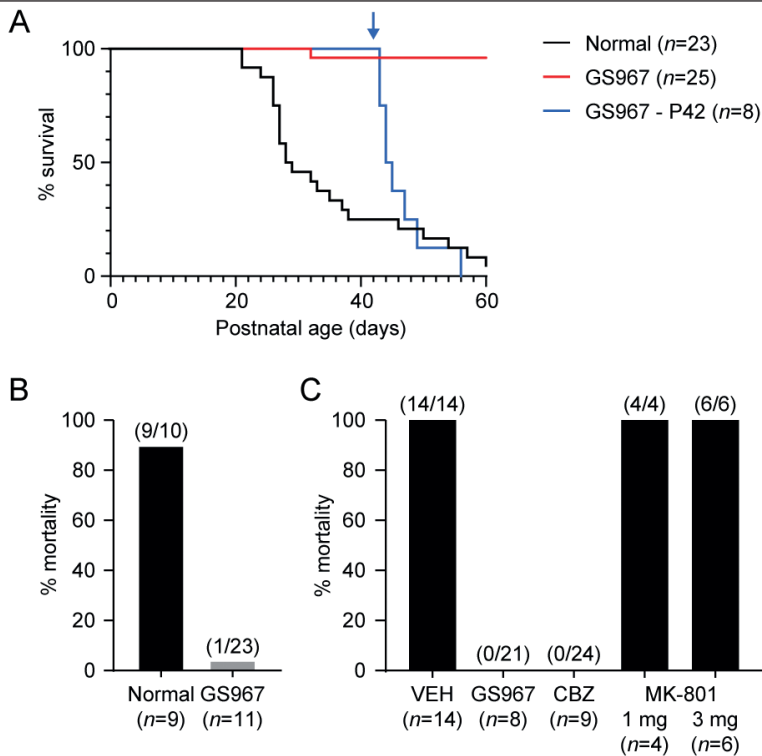 A
% survival
100
50
0
0
20
40
60
Postnatal age (days)
Normal (n=23)
GS967 (n=25)
GS967 - P42 (n=8)
B
% mortality
100
80
60
40
20
0
(9/10)
(1/23)
Normal GS967
(n=9) (n=11)
C
% mortality
100
80
60
40
20
0
(14/14)
(0/21)
(0/24)
(4/4)
(6/6)
VEH GS967 CBZ MK-801
(n=14) (n=8) (n=9) 1 mg 3 mg
(n=4) (n=6)